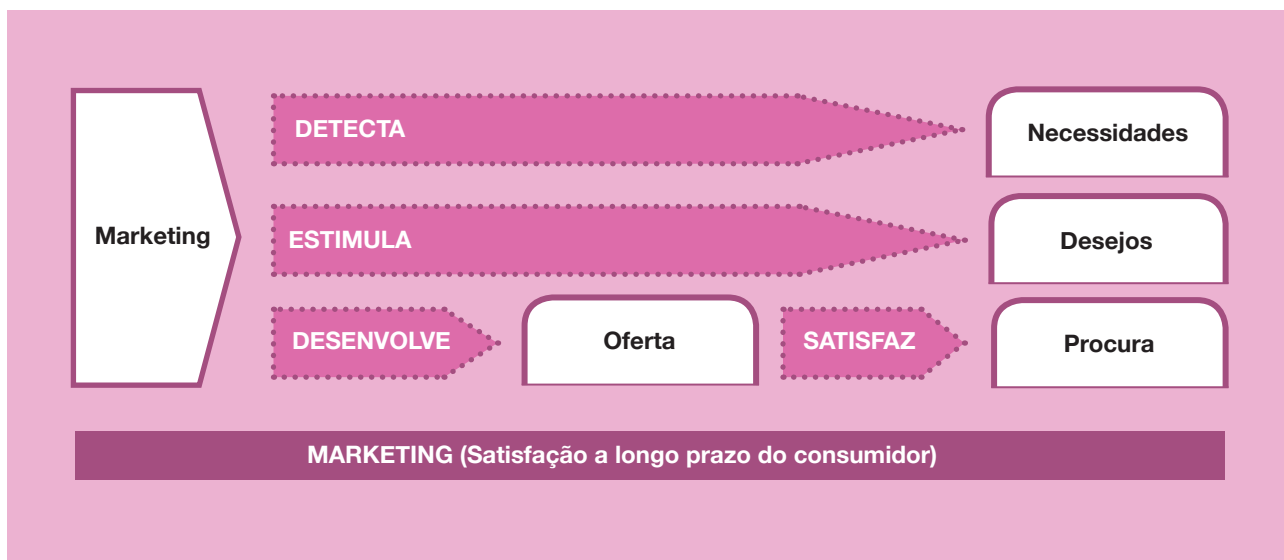 DETECTA
Necessidades
Marketing
ESTIMULA
Desejos
DESENVOLVE
Oferta
SATISFAZ
Procura
MARKETING (Satisfação a longo prazo do consumidor)